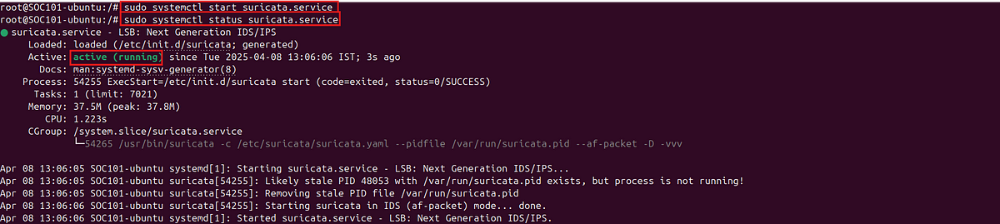 root@SOC101-ubuntu:/# sudo systemctl start suricata.service
root@SOC101-ubuntu:/# sudo systemctl status suricata.service
● suricata.service - LSB: Next Generation IDS/IPS
Loaded: loaded (/etc/init.d/suricata; generated)
Active: active (running) since Tue 2025-04-08 13:06:06 IST; 3s ago
Docs: man:systemd-sysv-generator(8)
Process: 54255 ExecStart=/etc/init.d/suricata start (code=exited, status=0/SUCCESS)
Tasks: 1 (limit: 7021)
Memory: 37.5M (peak: 37.8M)
CPU: 1.223s
CGroup: /system.slice/suricata.service
└─54265 /usr/bin/suricata -c /etc/suricata/suricata.yaml --pidfile /var/run/suricata.pid --af-packet -D -vvv
Apr 08 13:06:05 SOC101-ubuntu systemd[1]: Starting suricata.service - LSB: Next Generation IDS/IPS...
Apr 08 13:06:05 SOC101-ubuntu suricata[54255]: Likely stale PID 48053 with /var/run/suricata.pid exists, but process is not running!
Apr 08 13:06:05 SOC101-ubuntu suricata[54255]: Removing stale PID file /var/run/suricata.pid
Apr 08 13:06:06 SOC101-ubuntu suricata[54255]: Starting suricata in IDS (af-packet) mode... done.
Apr 08 13:06:06 SOC101-ubuntu systemd[1]: Started suricata.service - LSB: Next Generation IDS/IPS.